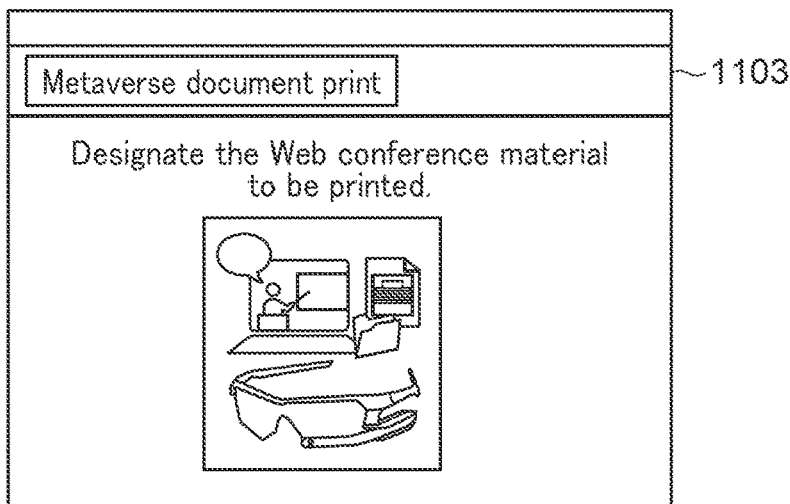 Metaverse document print
1103
Designate the Web conference material
to be printed.